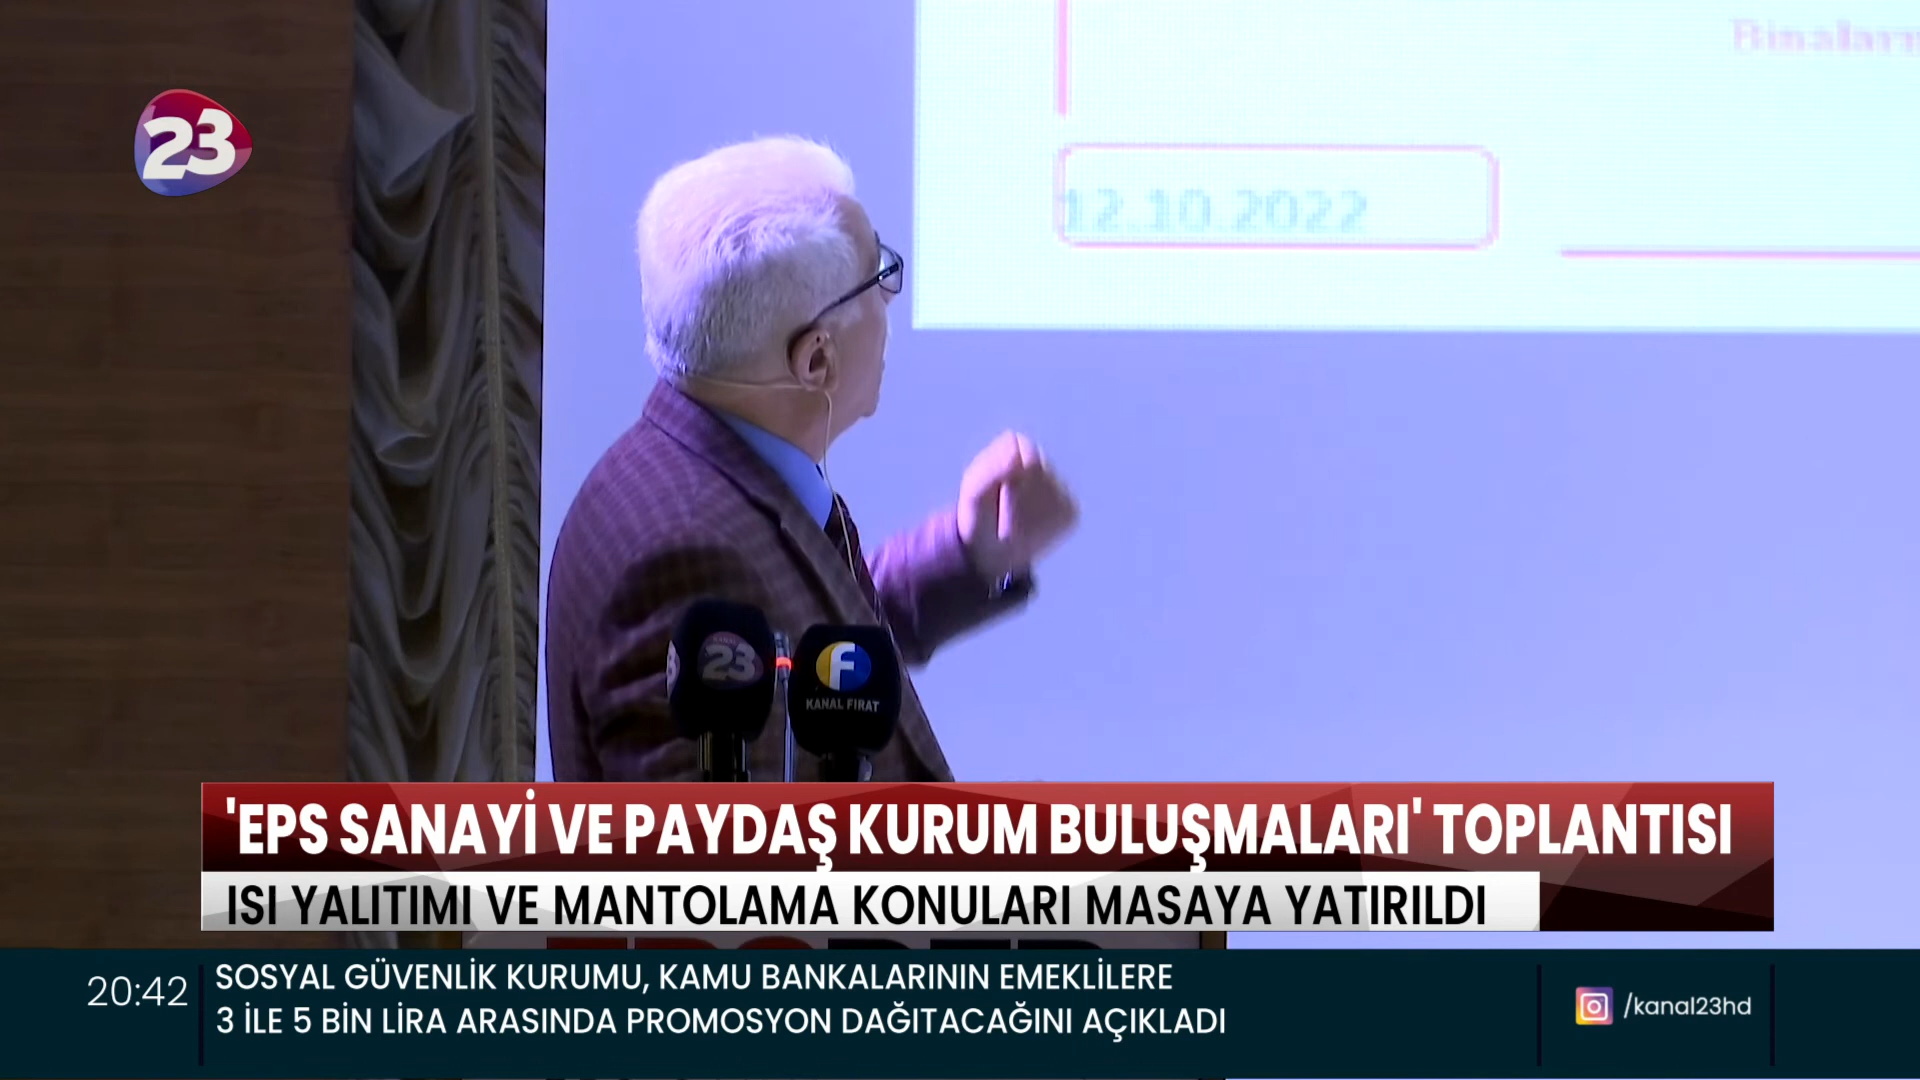 23
Binaların
12.10.2022
23
KANAL FIRAT
'EPS SANAYİ VE PAYDAŞ KURUM BULUŞMALARI' TOPLANTISI
ISI YALITIMI VE MANTOLAMA KONULARI MASAYA YATIRILDI
20:42
SOSYAL GÜVENLİK KURUMU, KAMU BANKALARININ EMEKLİLERE
3 İLE 5 BİN LİRA ARASINDA PROMOSYON DAĞITACAĞINI AÇIKLADI
/kanal23hd